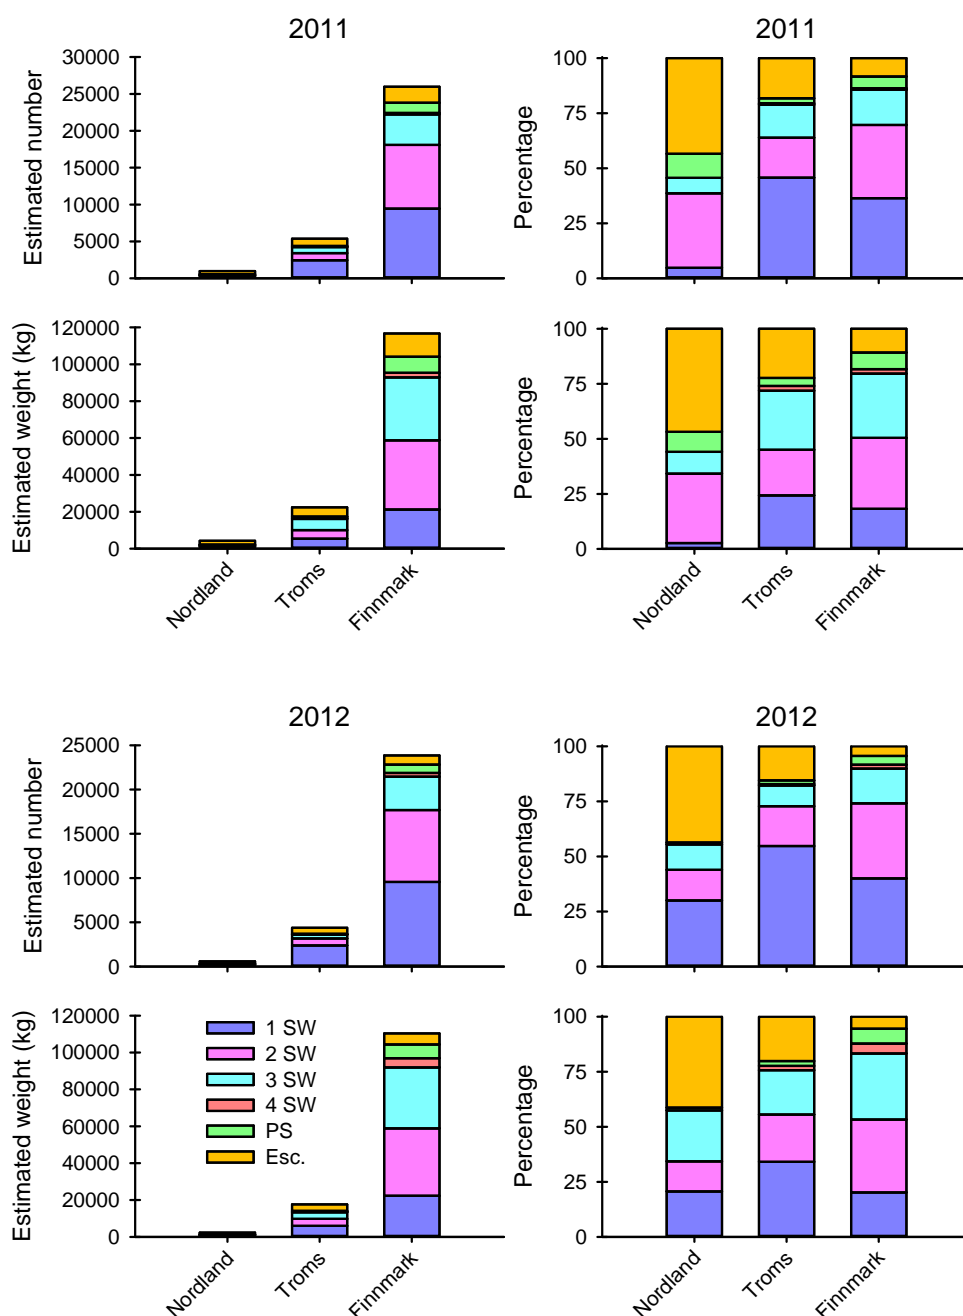 2011
2011
Estimated number
30000
25000
20000
15000
10000
5000
0
Percentage
100
75
50
25
0
Estimated weight (kg)
120000
100000
80000
60000
40000
20000
0
Percentage
100
75
50
25
0
Nordland
Troms
Finnmark
Nordland
Troms
Finnmark
2012
2012
Estimated number
25000
20000
15000
10000
5000
0
Percentage
100
75
50
25
0
Estimated weight (kg)
120000
100000
80000
60000
40000
20000
0
1 SW
2 SW
3 SW
4 SW
PS
Esc.
Percentage
100
75
50
25
0
Nordland
Troms
Finnmark
Nordland
Troms
Finnmark